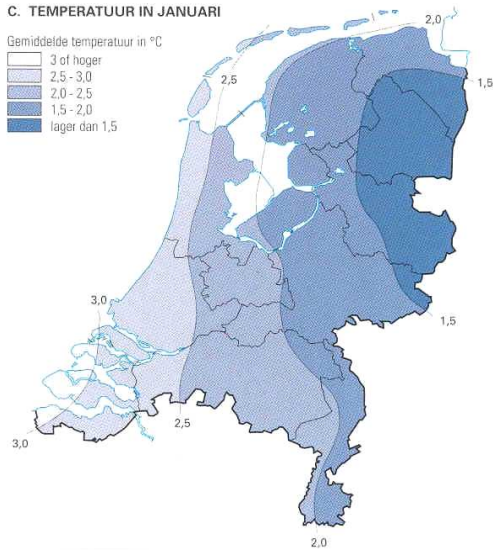 C. TEMPERATUUR IN JANUARI
Gemiddelde temperatuur in °C
3 of hoger
2,5 - 3,0
2,0 - 2,5
1,5 - 2,0
lager dan 1,5
2,0
2,5
1,5
3,0
1,5
2,5
3,0
2,0